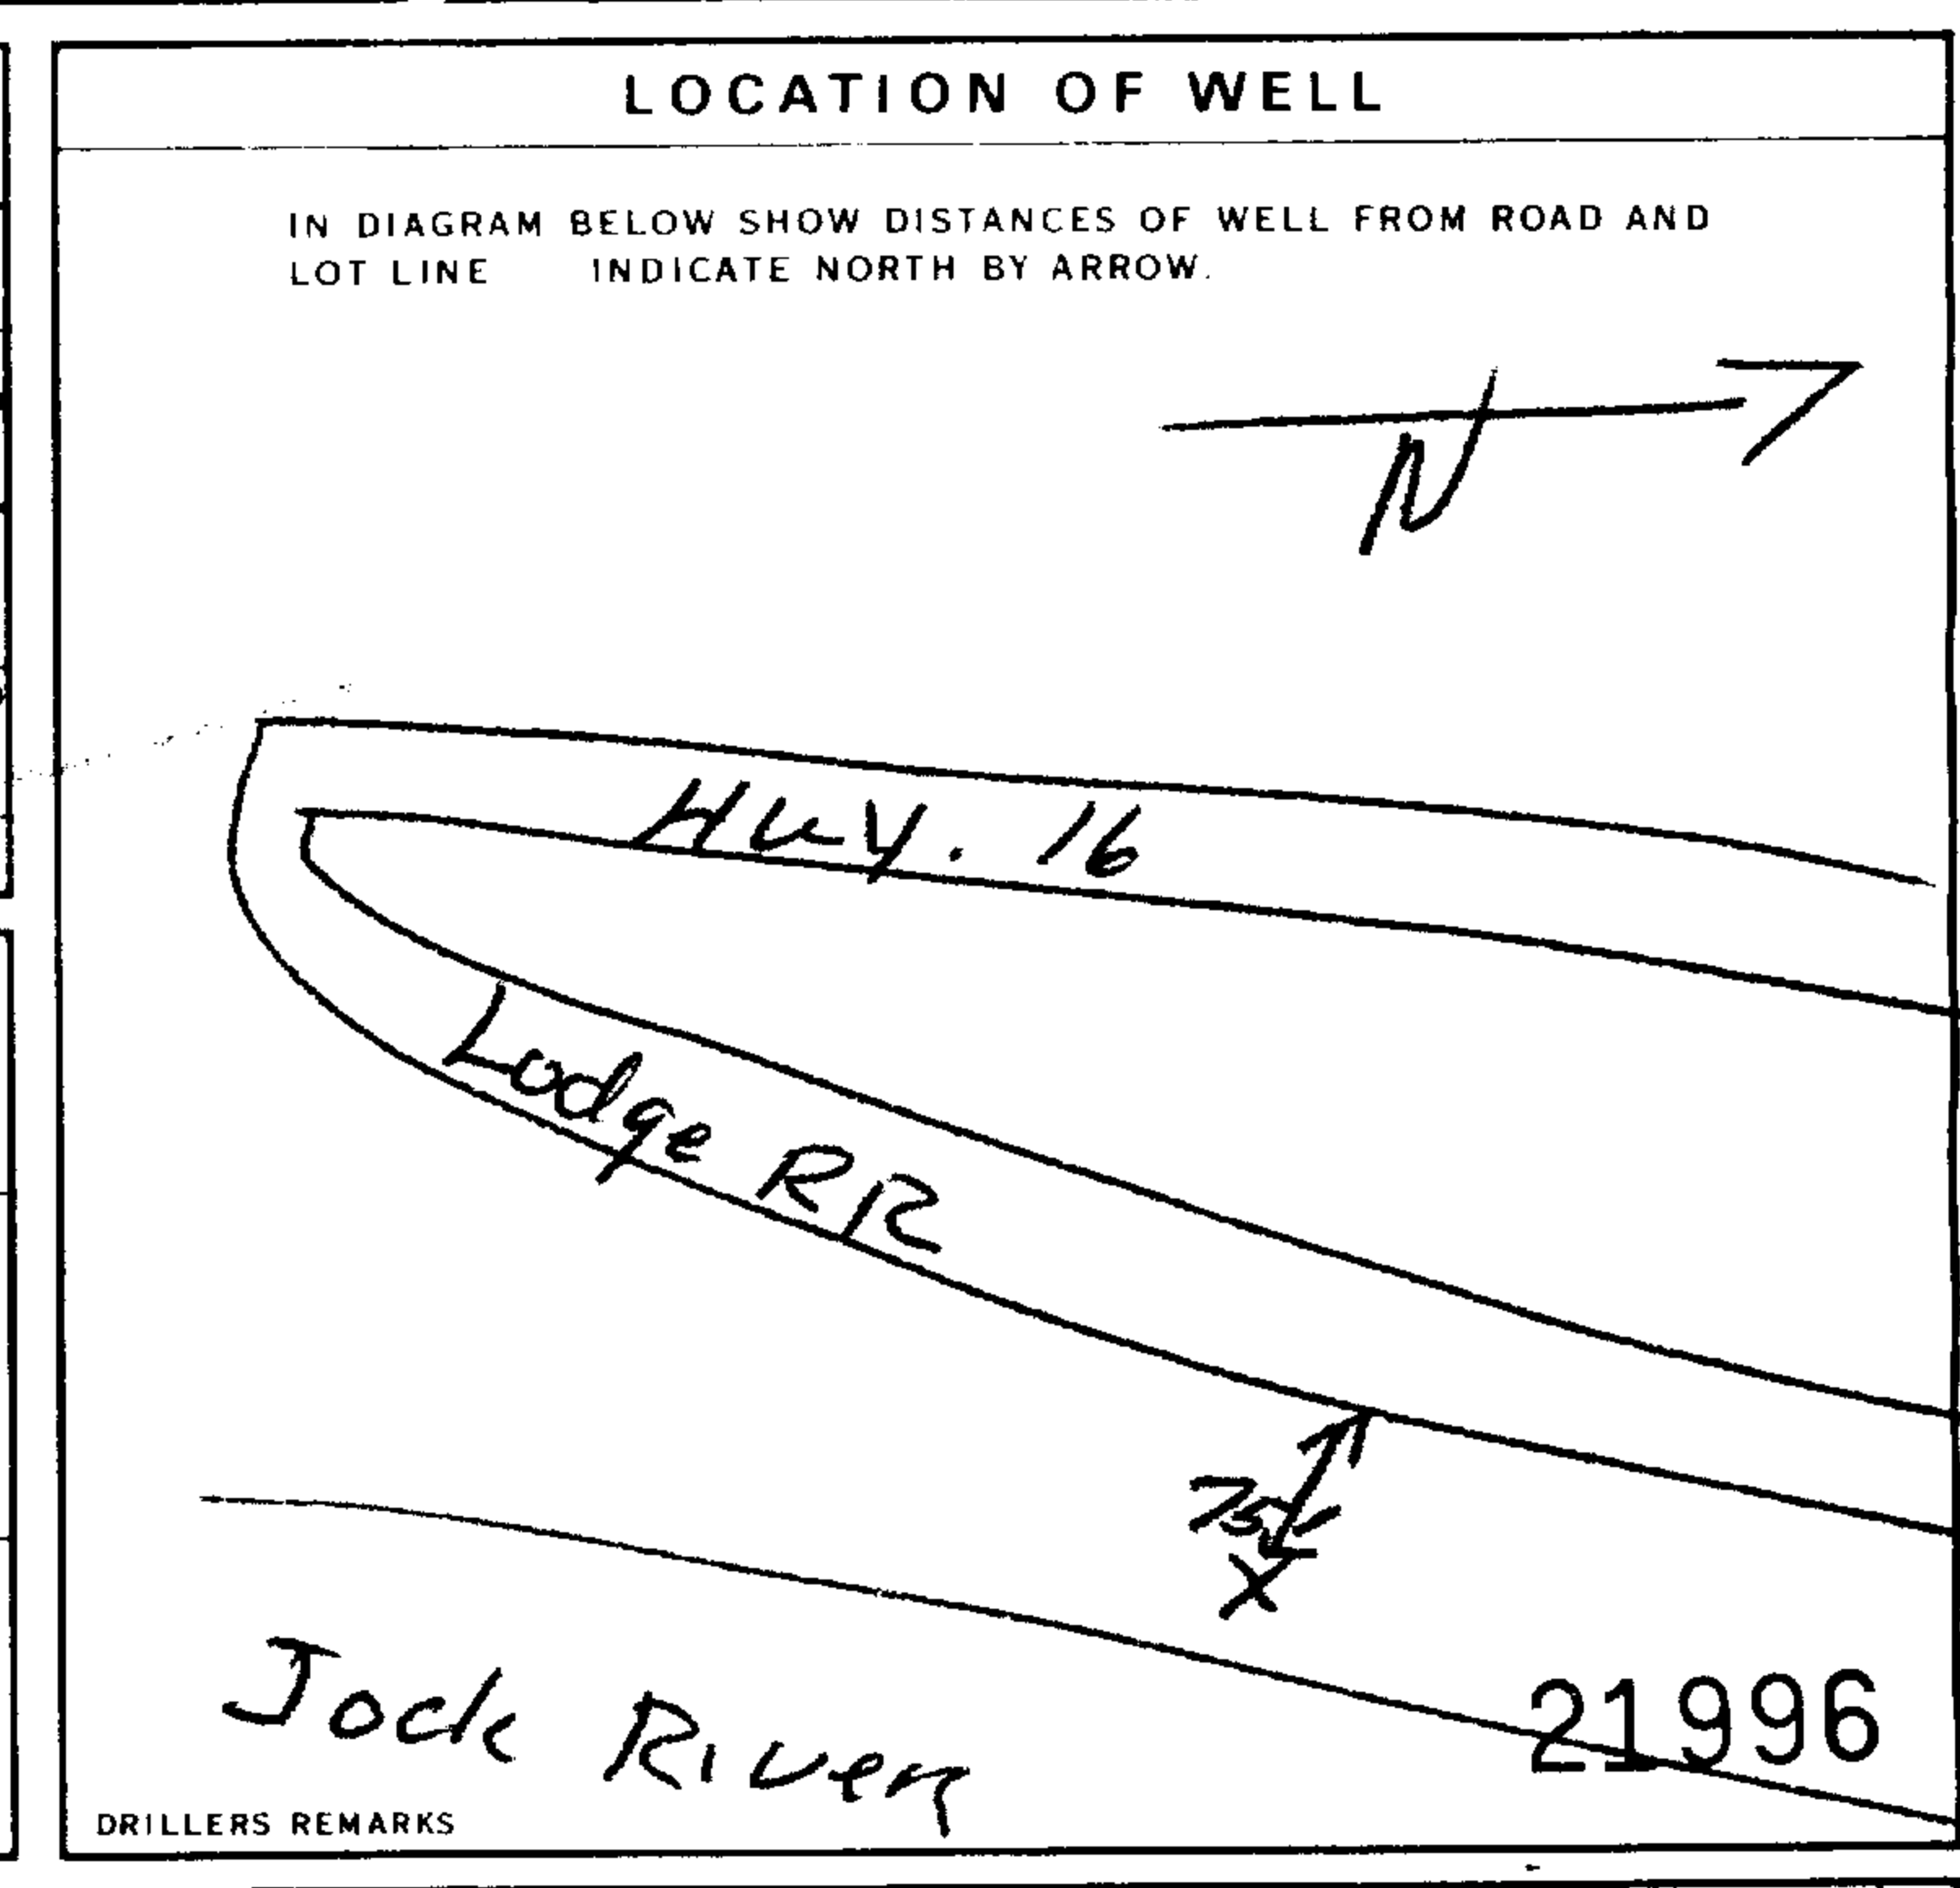 LOCATION OF WELL
IN DIAGRAM BELOW SHOW DISTANCES OF WELL FROM ROAD AND
LOT LINE INDICATE NORTH BY ARROW.
N
Hwy. 16
Lodge RR
X
21996
Jock River
DRILLERS REMARKS